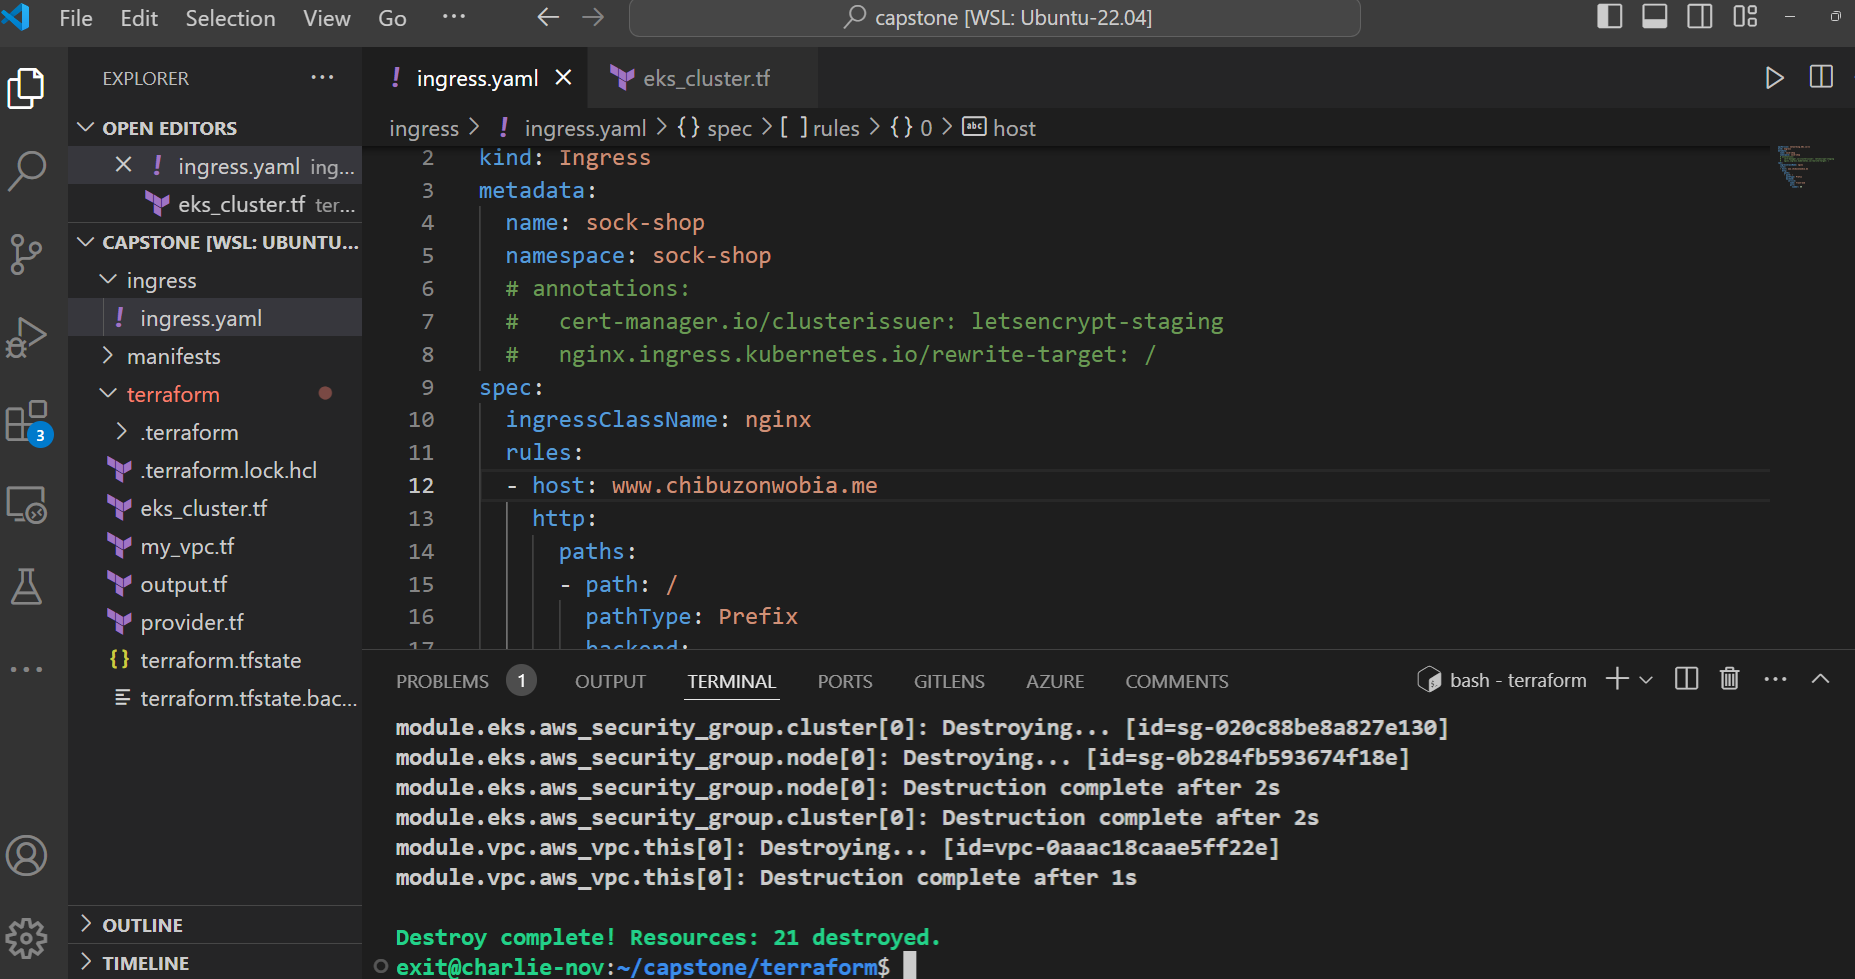 File Edit Selection View Go ··· capstone [WSL: Ubuntu-22.04]
EXPLORER ···
OPEN EDITORS
ingress.yaml ing...
eks_cluster.tf ter...
CAPSTONE [WSL: UBUNTU...
ingress
! ingress.yaml
manifests
terraform
.terraform
.terraform.lock.hcl
eks_cluster.tf
my_vpc.tf
output.tf
provider.tf
{} terraform.tfstate
terraform.tfstate.bac...
OUTLINE
TIMELINE
3
! ingress.yaml eks_cluster.tf
ingress > ! ingress.yaml > {} spec > [ ] rules > {} 0 > abc host
2 kind: Ingress
3 metadata:
4 name: sock-shop
5 namespace: sock-shop
6 # annotations:
7 # cert-manager.io/clusterissuer: letsencrypt-staging
8 # nginx.ingress.kubernetes.io/rewrite-target: /
9 spec:
10 ingressClassName: nginx
11 rules:
12 - host: www.chibuzonwobia.me
13 http:
14 paths:
15 - path: /
16 pathType: Prefix
17 backend:
PROBLEMS 1 OUTPUT TERMINAL PORTS GITLENS AZURE COMMENTS bash - terraform
module.eks.aws_security_group.cluster[0]: Destroying... [id=sg-020c88be8a827e130]
module.eks.aws_security_group.node[0]: Destroying... [id=sg-0b284fb593674f18e]
module.eks.aws_security_group.node[0]: Destruction complete after 2s
module.eks.aws_security_group.cluster[0]: Destruction complete after 2s
module.vpc.aws_vpc.this[0]: Destroying... [id=vpc-0aaac18caae5ff22e]
module.vpc.aws_vpc.this[0]: Destruction complete after 1s
Destroy complete! Resources: 21 destroyed.
exit@charlie-nov:~/capstone/terraform$